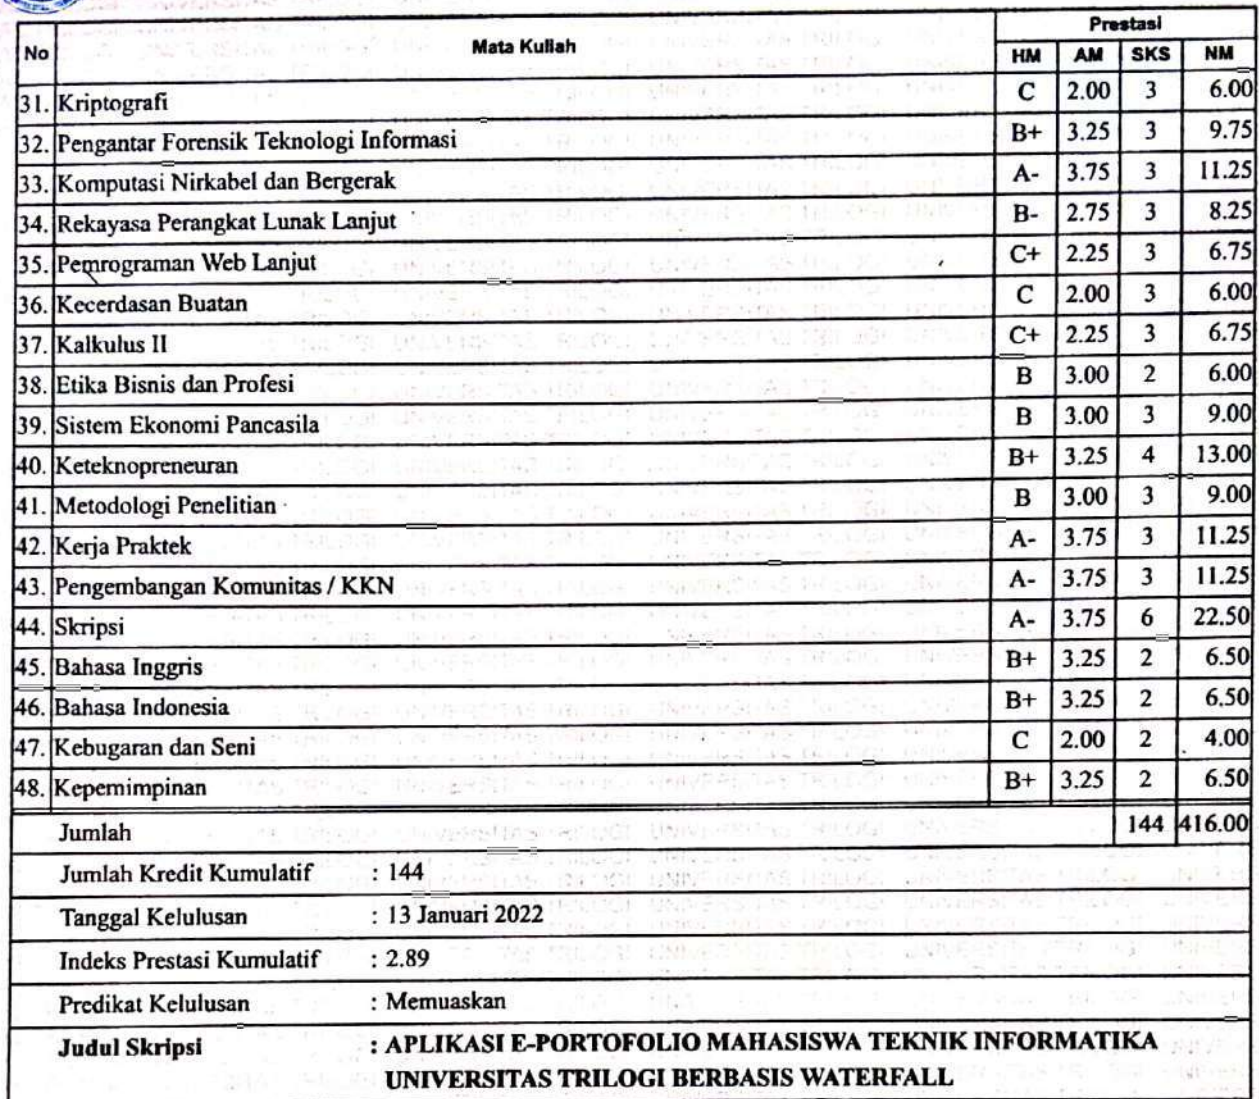 No Mata Kuliah Prestasi
HM AM SKS NM
31. Kriptografi C 2.00 3 6.00
32. Pengantar Forensik Teknologi Informasi B+ 3.25 3 9.75
33. Komputasi Nirkabel dan Bergerak A- 3.75 3 11.25
34. Rekayasa Perangkat Lunak Lanjut B- 2.75 3 8.25
35. Pemrograman Web Lanjut C+ 2.25 3 6.75
36. Kecerdasan Buatan C 2.00 3 6.00
37. Kalkulus II C+ 2.25 3 6.75
38. Etika Bisnis dan Profesi B 3.00 2 6.00
39. Sistem Ekonomi Pancasila B 3.00 3 9.00
40. Keteknopreneuran B+ 3.25 4 13.00
41. Metodologi Penelitian B 3.00 3 9.00
42. Kerja Praktek A- 3.75 3 11.25
43. Pengembangan Komunitas / KKN A- 3.75 3 11.25
44. Skripsi A- 3.75 6 22.50
45. Bahasa Inggris B+ 3.25 2 6.50
46. Bahasa Indonesia B+ 3.25 2 6.50
47. Kebugaran dan Seni C 2.00 2 4.00
48. Kepemimpinan B+ 3.25 2 6.50
Jumlah 144 416.00
Jumlah Kredit Kumulatif : 144
Tanggal Kelulusan : 13 Januari 2022
Indeks Prestasi Kumulatif : 2.89
Predikat Kelulusan : Memuaskan
Judul Skripsi : APLIKASI E-PORTOFOLIO MAHASISWA TEKNIK INFORMATIKA
UNIVERSITAS TRILOGI BERBASIS WATERFALL